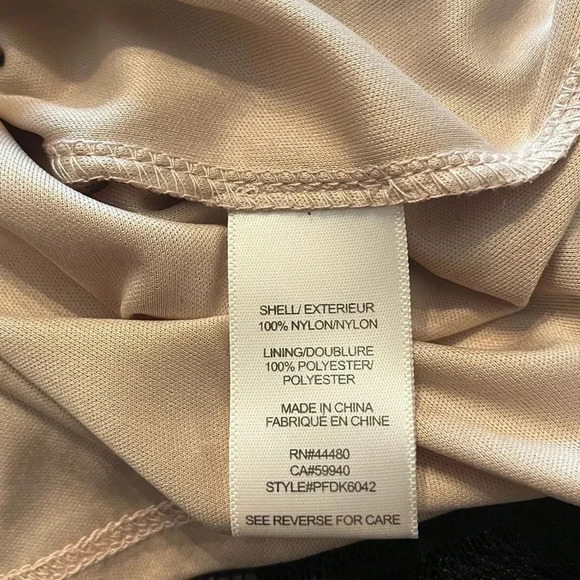 SHELL/ EXTERIEUR
100% NYLON/NYLON
LINING/DOUBLURE
100% POLYESTER/
POLYESTER
MADE IN CHINA
FABRIQUÉ EN CHINE
RN#44480
CA#59940
STYLE#PFDK6042
SEE REVERSE FOR CARE